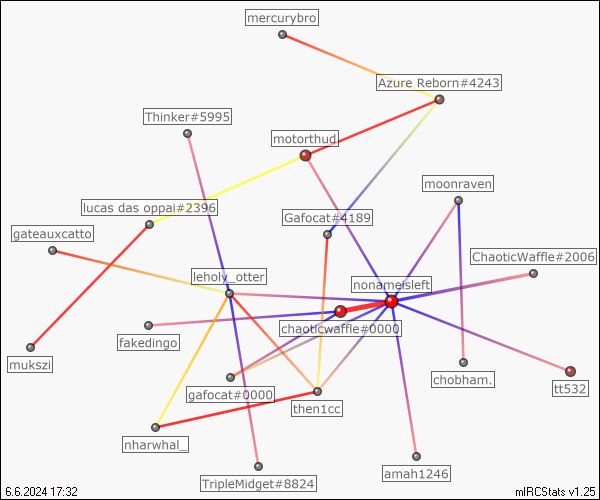 mercurybro
Azure Reborn#4243
Thinker#5995
motorthud
moonraven
lucas das oppai#2396
Gafocat#4189
gateauxcatto
ChaoticWaffle#2006
leholy_otter
nonameisleft
chaoticwaffle#0000
fakedingo
mukszi
chobham.
tt532
gafocat#0000
then1cc
nharwhal_
amah1246
TripleMidget#8824
6.6.2024 17:32
mIRCStats v1.25